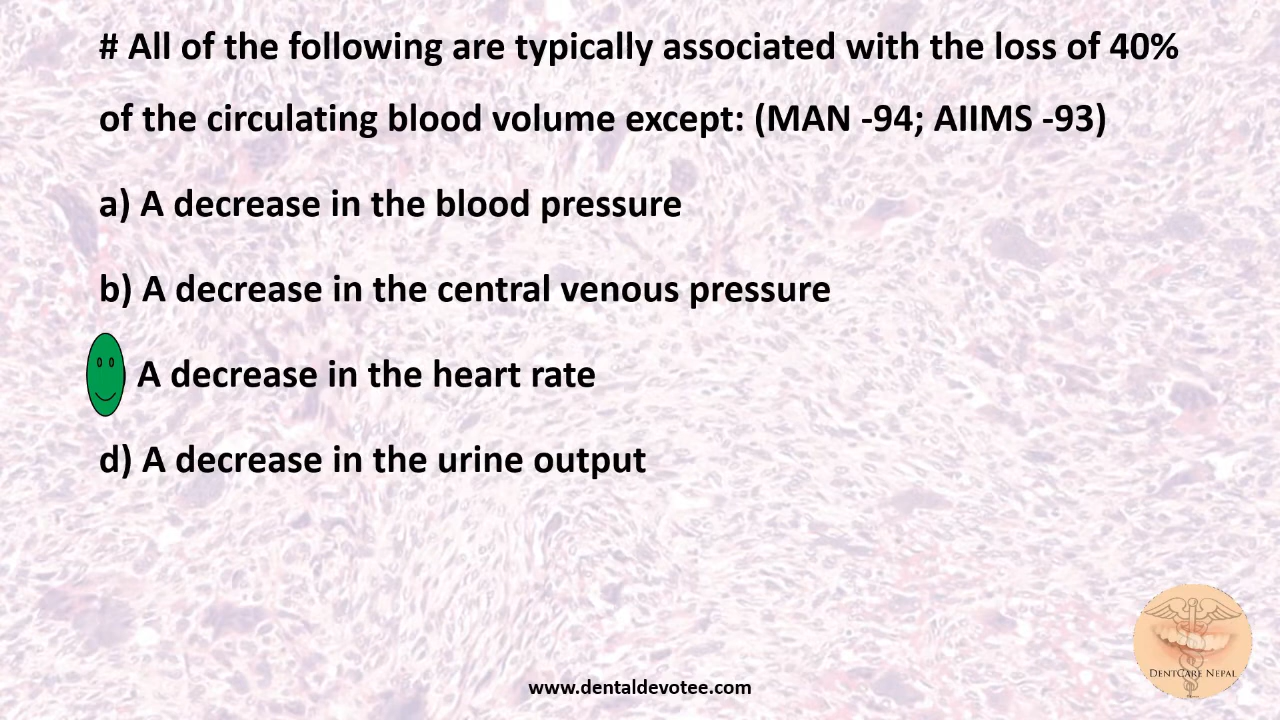 # All of the following are typically associated with the loss of 40%
of the circulating blood volume except: (MAN -94; AIIMS -93)
a) A decrease in the blood pressure
b) A decrease in the central venous pressure
A decrease in the heart rate
d) A decrease in the urine output
DENTCARE NEPAL
www.dentaldevotee.com